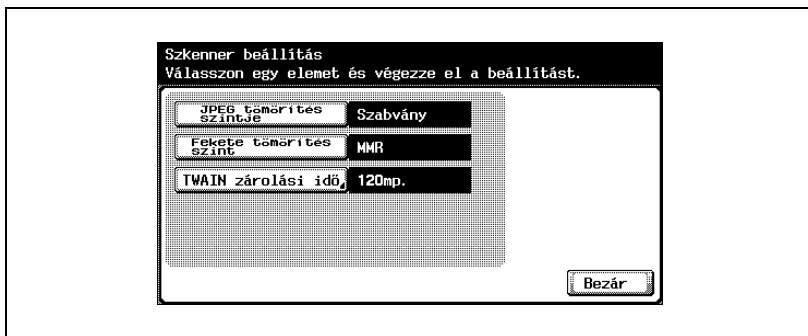 Szkenner beállítás
Válasszon egy elemet és végezze el a beállítást.
JPEG tömörítés
szintje
Szabvány
Fekete tömörítés
szint
MMR
TWAIN zárolási idő
120mp.
Bezár